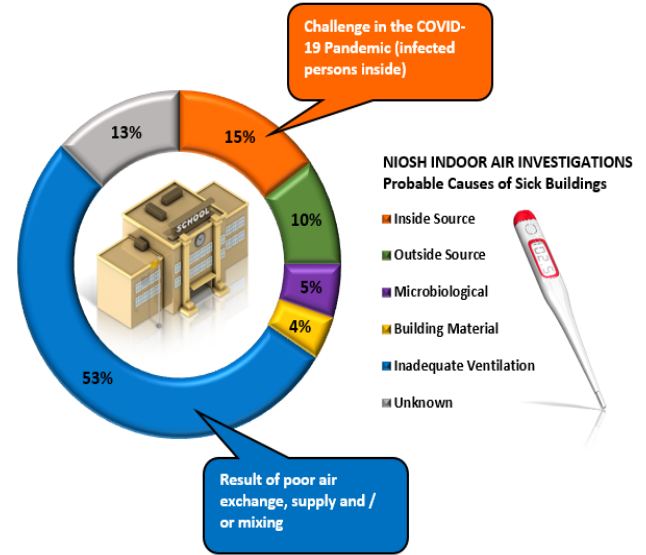 Challenge in the COVID-
19 Pandemic (infected
persons inside)
13%
15%
10%
5%
4%
53%
SCHOOL
NIOSH INDOOR AIR INVESTIGATIONS
Probable Causes of Sick Buildings
Inside Source
Outside Source
Microbiological
Building Material
Inadequate Ventilation
Unknown
102.5
Result of poor air
exchange, supply and /
or mixing